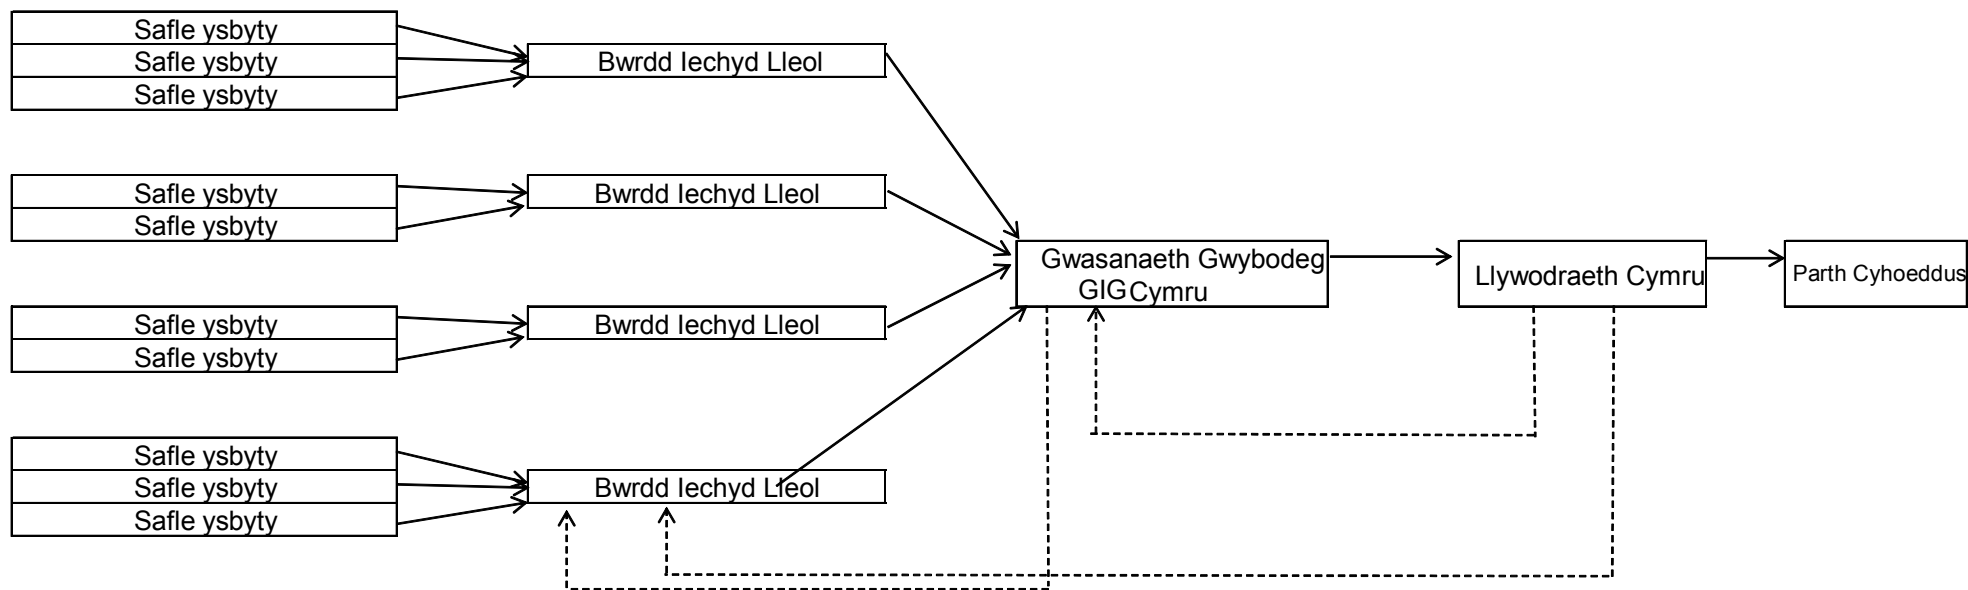 Safle ysbyty
Safle ysbyty
Safle ysbyty
Bwrdd Iechyd Lleol
Safle ysbyty
Safle ysbyty
Bwrdd Iechyd Lleol
Safle ysbyty
Safle ysbyty
Bwrdd Iechyd Lleol
Safle ysbyty
Safle ysbyty
Safle ysbyty
Bwrdd Iechyd Lleol
Gwasanaeth Gwybodeg
GIG Cymru
Llywodraeth Cymru
Parth Cyhoeddus